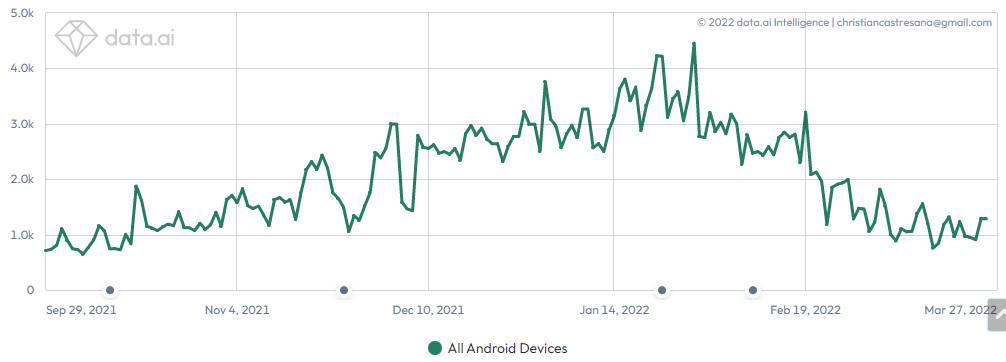 5.0k
© 2022 data.ai Intelligence | christiancastresana@gmail.com
data.ai
4.0k
3.0k
2.0k
1.0k
0
Sep 29, 2021 Nov 4, 2021 Dec 10, 2021 Jan 14, 2022 Feb 19, 2022 Mar 27, 2022
All Android Devices